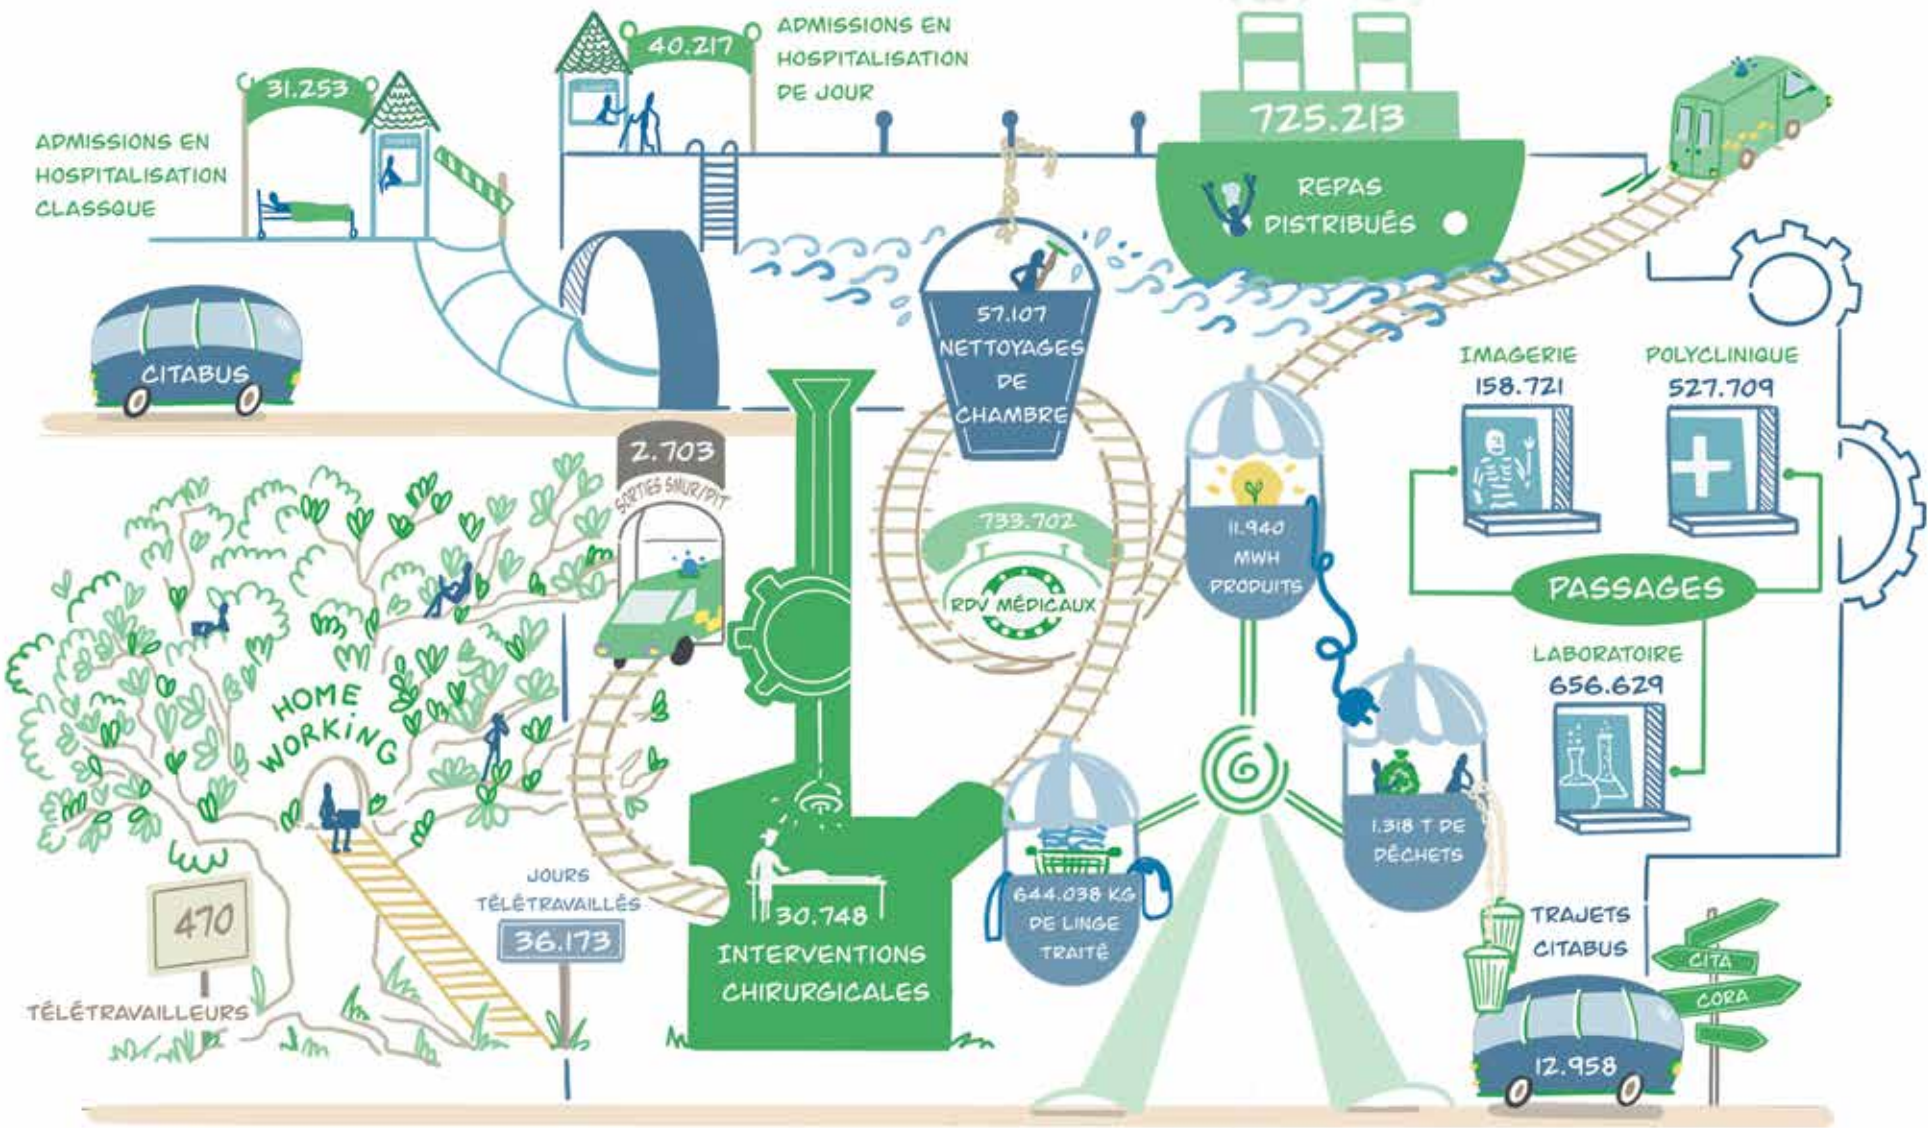 ADMISSIONS EN
HOSPITALISATION
CLASSQUE
31.253
40.217
ADMISSIONS EN
HOSPITALISATION
DE JOUR
725.213
REPAS
DISTRIBUÉS
CITABUS
57.107
NETTOYAGES
DE
CHAMBRE
IMAGERIE
158.721
POLYCLINIQUE
527.709
PASSAGES
LABORATOIRE
656.629
2.703
SORTIES SMUR/PIT
733.702
RDV MÉDICAUX
11.940
MWH
PRODUITS
HOME
WORKING
470
TÉLÉTRAVAILLEURS
JOURS
TÉLÉTRAVAILLÉS
36.173
30.748
INTERVENTIONS
CHIRURGICALES
644.038 KG
DE LINGE
TRAITÉ
1.318 T DE
DÉCHETS
TRAJETS
CITABUS
CITA
CORA
12.958